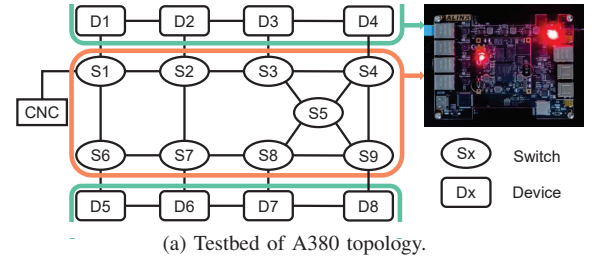 D1 D2 D3 D4
S1 S2 S3 S4
CNC
S5
S6 S7 S8 S9
D5 D6 D7 D8
ALINX
Sx Switch
Dx Device
(a) Testbed of A380 topology.